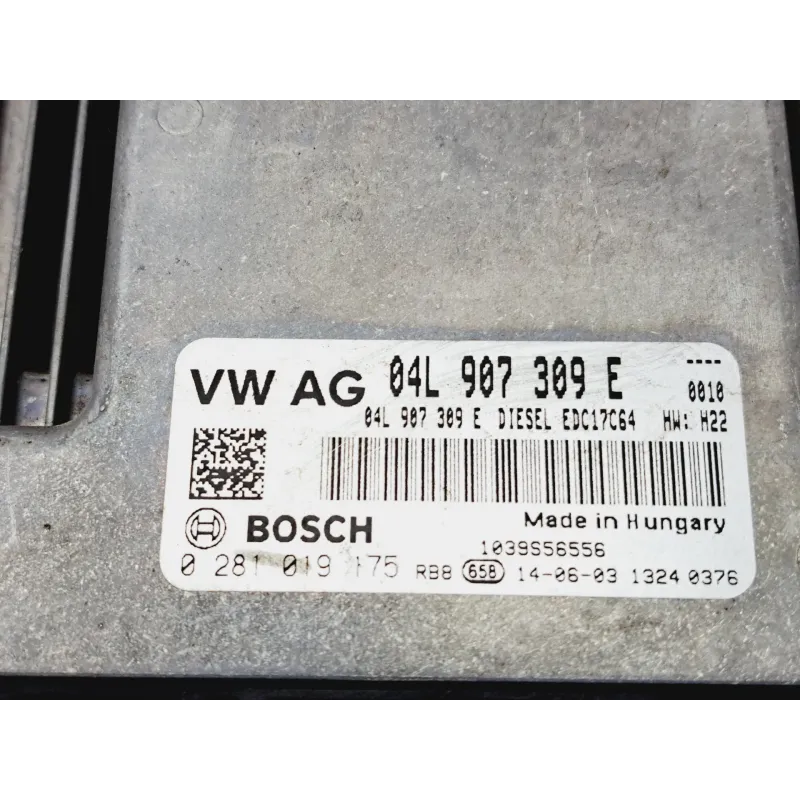 VW AG 04L 907 309 E ----
0010
04L 907 309 E DIESEL EDC17C64 HW: H22
BOSCH Made in Hungary
1039S56556
0 281 019 175 RB8 658 14-06-03 1324 0376